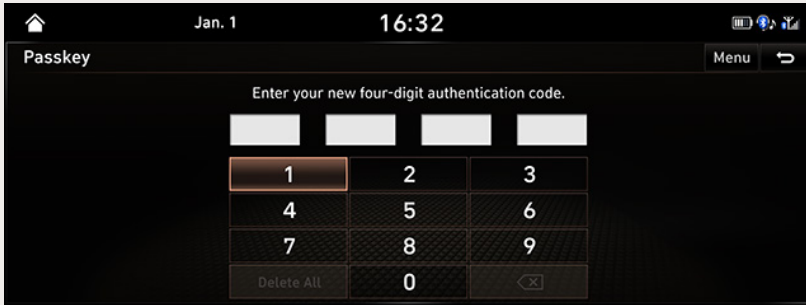 Jan. 1 16:32
Passkey Menu
Enter your new four-digit authentication code.
1 2 3
4 5 6
7 8 9
Delete All 0